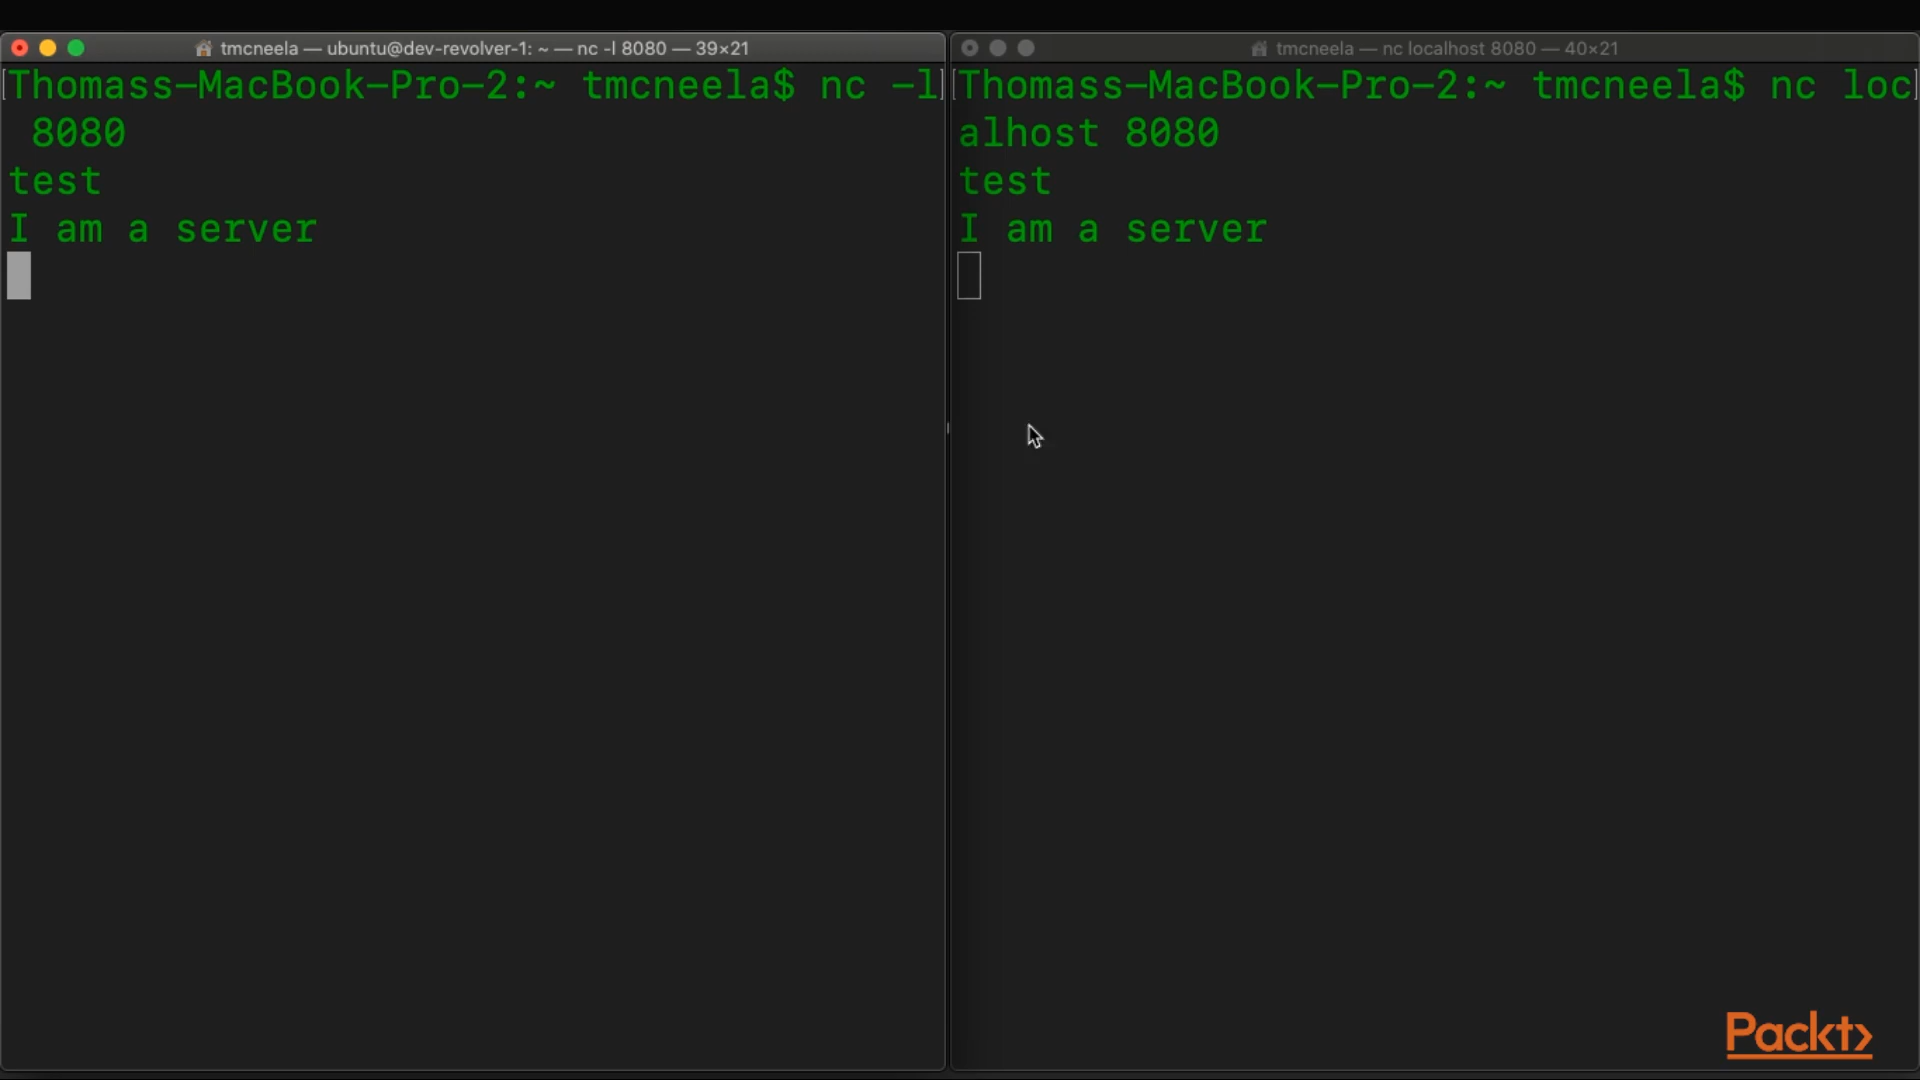 tmcneela — ubuntu@dev-revolver-1: ~ — nc -l 8080 — 39×21
Thomass-MacBook-Pro-2:~ tmcneela$ nc -l
8080
test
I am a server
tmcneela — nc localhost 8080 — 40×21
Thomass-MacBook-Pro-2:~ tmcneela$ nc loc
alhost 8080
test
I am a server
Packt>